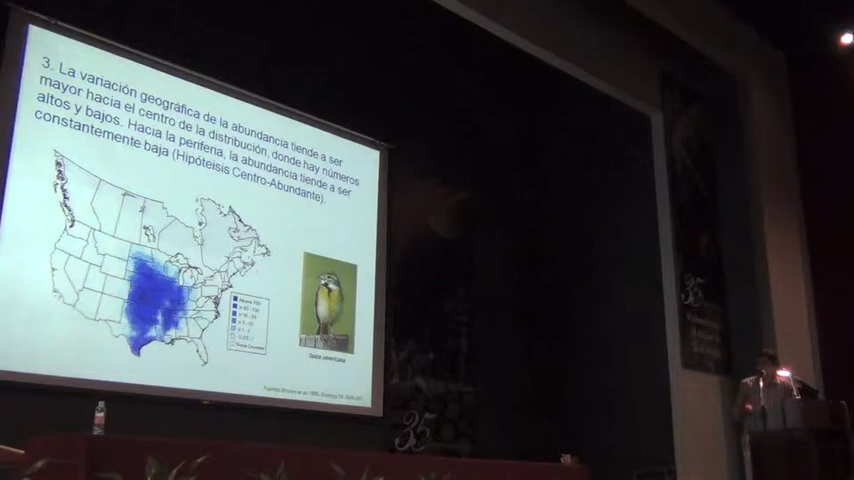 3. La variación geográfica de la abundancia tiende a ser
mayor hacia el centro de la distribución, donde hay números
altos y bajos. Hacia la periferia, la abundancia tiende a ser
constantemente baja (Hipóteisis Centro-Abundante).
Spiza americana
35
35